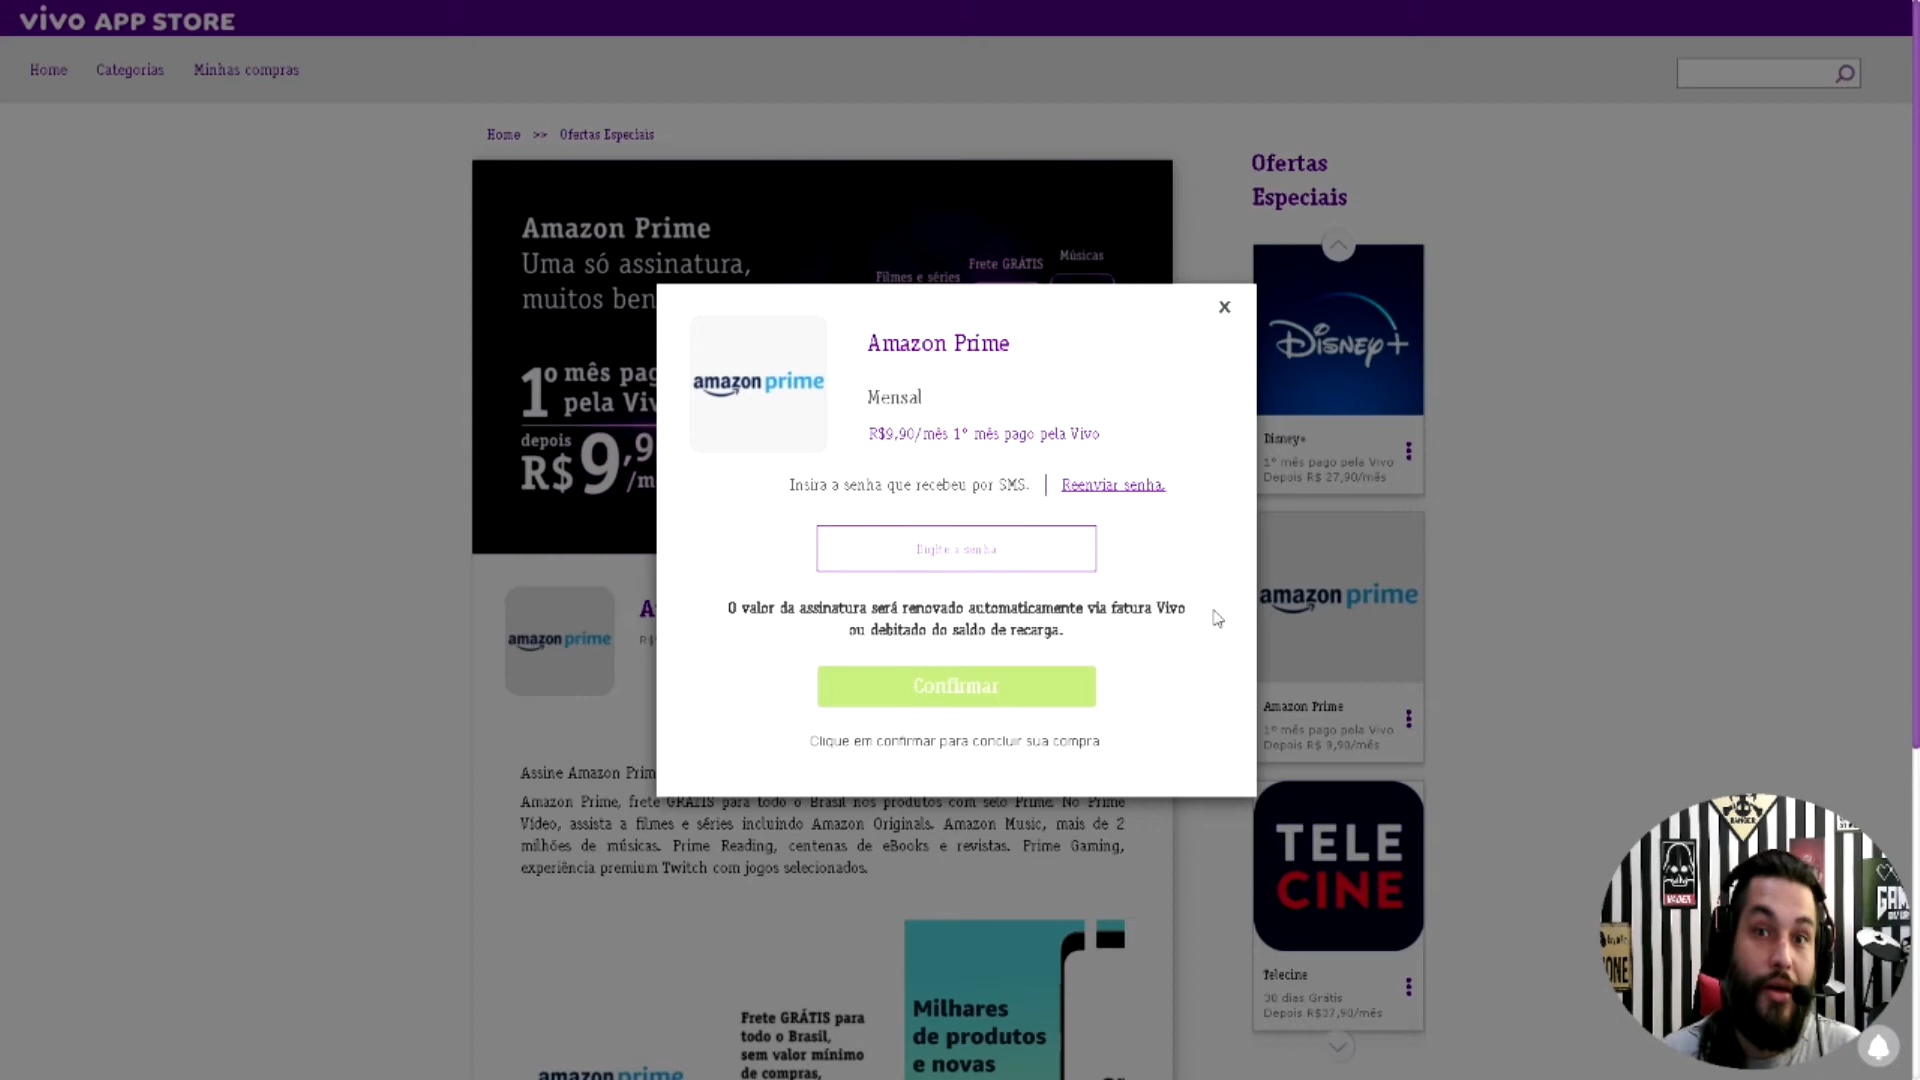 vivo APP STORE
Home Categorias Minhas compras
Home >> Ofertas Especiais
Amazon Prime
Uma só assinatura,
muitos ben
Filmes e séries Frete GRÁTIS Músicas
1º mês pag
pela Viv
depois
R$9,9
/m
Amazon Prime
Mensal
R$9,90/mês 1º mês pago pela Vivo
Insira a senha que recebeu por SMS. | Reenviar senha.
Digite a senha
O valor da assinatura será renovado automaticamente via fatura Vivo
ou debitado do saldo de recarga.
Confirmar
Clique em confirmar para concluir sua compra
x
amazon prime
amazon prime
A
R$
Assine Amazon Prim
Amazon Prime, frete GRÁTIS para todo o Brasil nos produtos com selo Prime. No Prime
Vídeo, assista a filmes e séries incluindo Amazon Originals. Amazon Music, mais de 2
milhões de músicas. Prime Reading, centenas de eBooks e revistas. Prime Gaming,
experiência premium Twitch com jogos selecionados.
amazon prime
Frete GRÁTIS para
todo o Brasil,
sem valor mínimo
de compras,
Milhares
de produtos
e novas
Ofertas
Especiais
Disney+
Disney+
1º mês pago pela Vivo
Depois R$ 27,90/mês
amazon prime
Amazon Prime
1º mês pago pela Vivo
Depois R$ 9,90/mês
TELE
CINE
Telecine
30 dias Grátis
Depois R$37,90/mês
RANGER
VADER